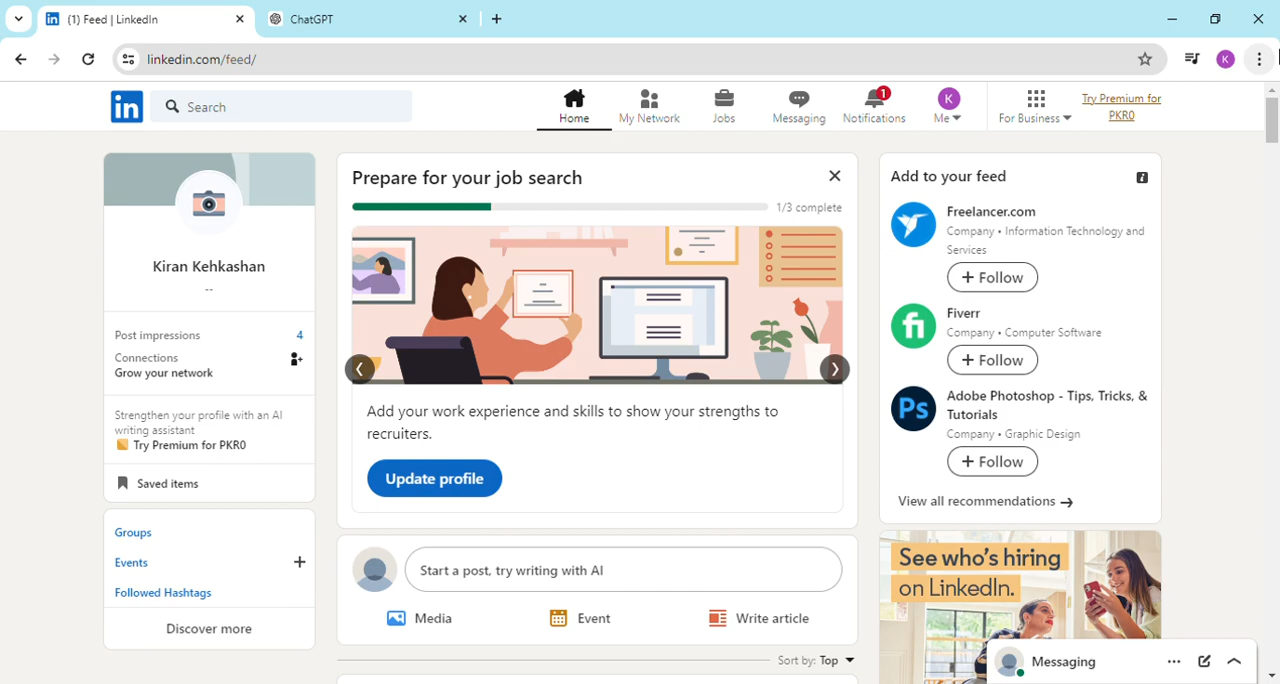 (1) Feed | LinkedIn
ChatGPT
linkedin.com/feed/
K
in
Search
Home
My Network
Jobs
Messaging
1
Notifications
K
Me
For Business
Try Premium for
PKR0
Kiran Kehkashan
--
Post impressions 4
Connections
Grow your network
Strengthen your profile with an AI
writing assistant
Try Premium for PKR0
Saved items
Groups
Events
Followed Hashtags
Discover more
Prepare for your job search
1/3 complete
Add your work experience and skills to show your strengths to
recruiters.
Update profile
Start a post, try writing with AI
Media
Event
Write article
Sort by: Top
Add to your feed
Freelancer.com
Company • Information Technology and
Services
+ Follow
fi
Fiverr
Company • Computer Software
+ Follow
Ps
Adobe Photoshop - Tips, Tricks, &
Tutorials
Company • Graphic Design
+ Follow
View all recommendations →
See who's hiring
on LinkedIn.
Messaging